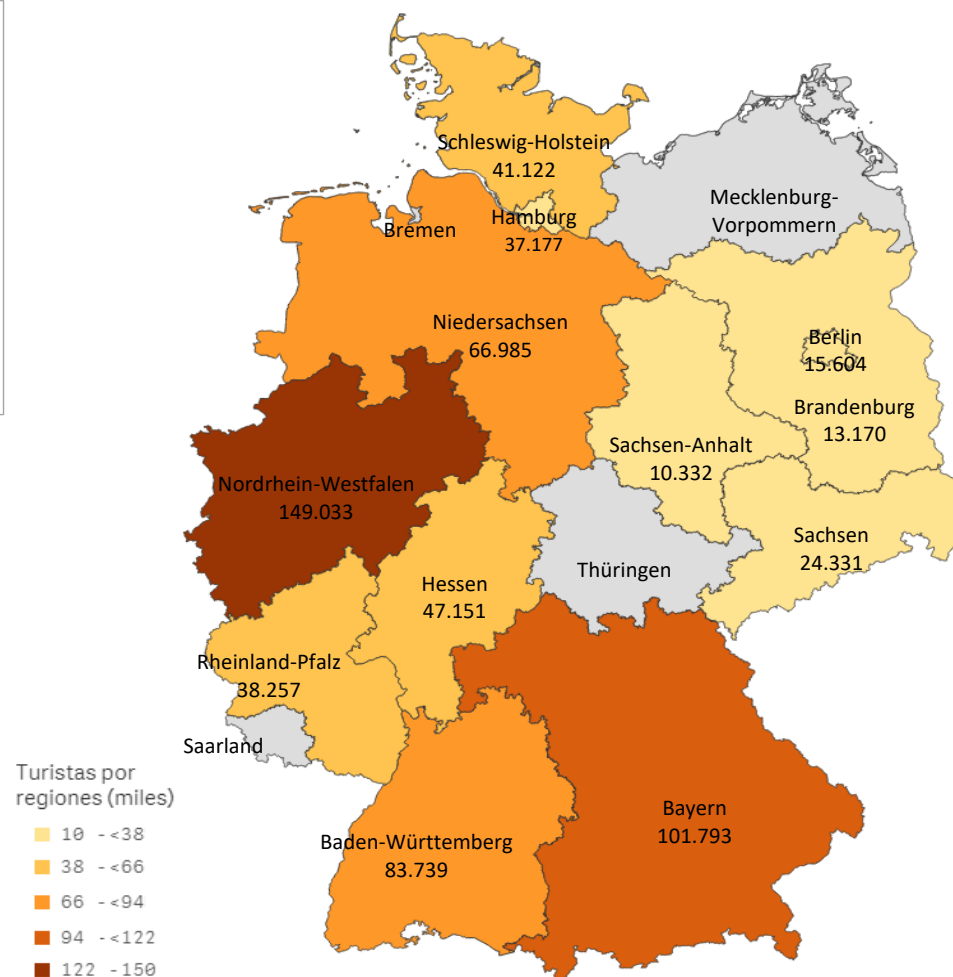 Schleswig-Holstein
41.122
Mecklenburg-
Vorpommern
Hamburg
37.177
Bremen
Niedersachsen
66.985
Berlin
15.604
Brandenburg
13.170
Sachsen-Anhalt
10.332
Nordrhein-Westfalen
149.033
Sachsen
24.331
Thüringen
Hessen
47.151
Rheinland-Pfalz
38.257
Saarland
Bayern
101.793
Baden-Württemberg
83.739
Turistas por
regiones (miles)
10 -<38
38 -<66
66 -<94
94 -<122
122 -150